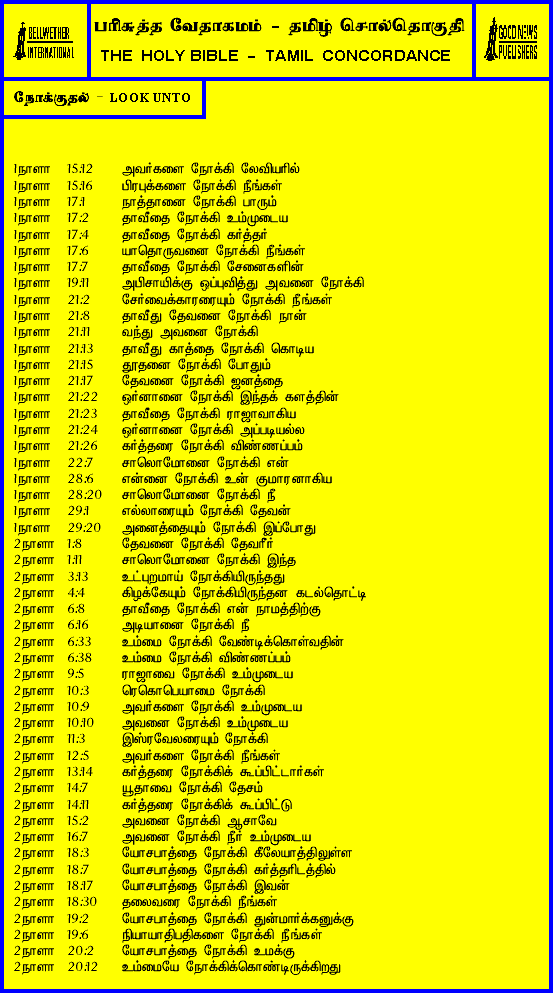 BELLWETHER
INTERNATIONAL
பரிசுத்த வேதாகமம் - தமிழ் சொல்தொகுதி
THE HOLY BIBLE - TAMIL CONCORDANCE
GOOD NEWS
PUBLISHERS
நோக்குதல் - LOOK UNTO
1நாளா 15:12 அவர்களை நோக்கி லேவியரில்
1நாளா 15:16 பிரபுக்களை நோக்கி நீங்கள்
1நாளா 17:1 நாத்தானை நோக்கி பாரும்
1நாளா 17:2 தாவீதை நோக்கி உம்முடைய
1நாளா 17:4 தாவீதை நோக்கி கர்த்தர்
1நாளா 17:6 யாதொருவனை நோக்கி நீங்கள்
1நாளா 17:7 தாவீதை நோக்கி சேனைகளின்
1நாளா 19:11 அபிசாயிக்கு ஒப்புவித்து அவனை நோக்கி
1நாளா 21:2 சேர்வைக்காரரையும் நோக்கி நீங்கள்
1நாளா 21:8 தாவீது தேவனை நோக்கி நான்
1நாளா 21:11 வந்து அவனை நோக்கி
1நாளா 21:13 தாவீது காத்தை நோக்கி கொடிய
1நாளா 21:15 தூதனை நோக்கி போதும்
1நாளா 21:17 தேவனை நோக்கி ஜனத்தை
1நாளா 21:22 ஒர்னானை நோக்கி இந்தக் களத்தின்
1நாளா 21:23 தாவீதை நோக்கி ராஜாவாகிய
1நாளா 21:24 ஒர்னானை நோக்கி அப்படியல்ல
1நாளா 21:26 கர்த்தரை நோக்கி விண்ணப்பம்
1நாளா 22:7 சாலொமோனை நோக்கி என்
1நாளா 28:6 என்னை நோக்கி உன் குமாரனாகிய
1நாளா 28:20 சாலொமோனை நோக்கி நீ
1நாளா 29:1 எல்லாரையும் நோக்கி தேவன்
1நாளா 29:20 அனைத்தையும் நோக்கி இப்போது
2நாளா 1:8 தேவனை நோக்கி தேவரீர்
2நாளா 1:11 சாலொமோனை நோக்கி இந்த
2நாளா 3:13 உட்புறமாய் நோக்கியிருந்தது
2நாளா 4:4 கிழக்கேயும் நோக்கியிருந்தன கடல்தொட்டி
2நாளா 6:8 தாவீதை நோக்கி என் நாமத்திற்கு
2நாளா 6:16 அடியானை நோக்கி நீ
2நாளா 6:33 உம்மை நோக்கி வேண்டிக்கொள்வதின்
2நாளா 6:38 உம்மை நோக்கி விண்ணப்பம்
2நாளா 9:5 ராஜாவை நோக்கி உம்முடைய
2நாளா 10:3 ரெகொபெயாமை நோக்கி
2நாளா 10:9 அவர்களை நோக்கி உம்முடைய
2நாளா 10:10 அவனை நோக்கி உம்முடைய
2நாளா 11:3 இஸ்ரவேலரையும் நோக்கி
2நாளா 12:5 அவர்களை நோக்கி நீங்கள்
2நாளா 13:14 கர்த்தரை நோக்கிக் கூப்பிட்டார்கள்
2நாளா 14:7 யூதாவை நோக்கி தேசம்
2நாளா 14:11 கர்த்தரை நோக்கிக் கூப்பிட்டு
2நாளா 15:2 அவனை நோக்கி ஆசாவே
2நாளா 16:7 அவனை நோக்கி நீர் உம்முடைய
2நாளா 18:3 யோசபாத்தை நோக்கி கீலேயாத்திலுள்ள
2நாளா 18:7 யோசபாத்தை நோக்கி கர்த்தரிடத்தில்
2நாளா 18:17 யோசபாத்தை நோக்கி இவன்
2நாளா 18:30 தலைவரை நோக்கி நீங்கள்
2நாளா 19:2 யோசபாத்தை நோக்கி துன்மார்க்கனுக்கு
2நாளா 19:6 நியாயாதிபதிகளை நோக்கி நீங்கள்
2நாளா 20:2 யோசபாத்தை நோக்கி உமக்கு
2நாளா 20:12 உம்மையே நோக்கிக்கொண்டிருக்கிறது